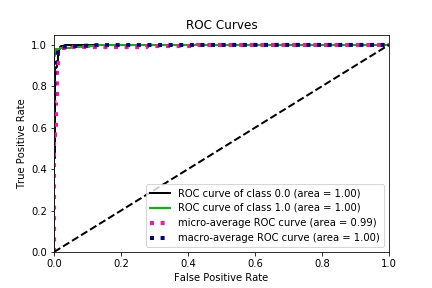 ROC Curves
True Positive Rate
1.0
0.8
0.6
0.4
0.2
0.0
ROC curve of class 0.0 (area = 1.00)
ROC curve of class 1.0 (area = 1.00)
micro-average ROC curve (area = 0.99)
macro-average ROC curve (area = 1.00)
0.0 0.2 0.4 0.6 0.8 1.0
False Positive Rate